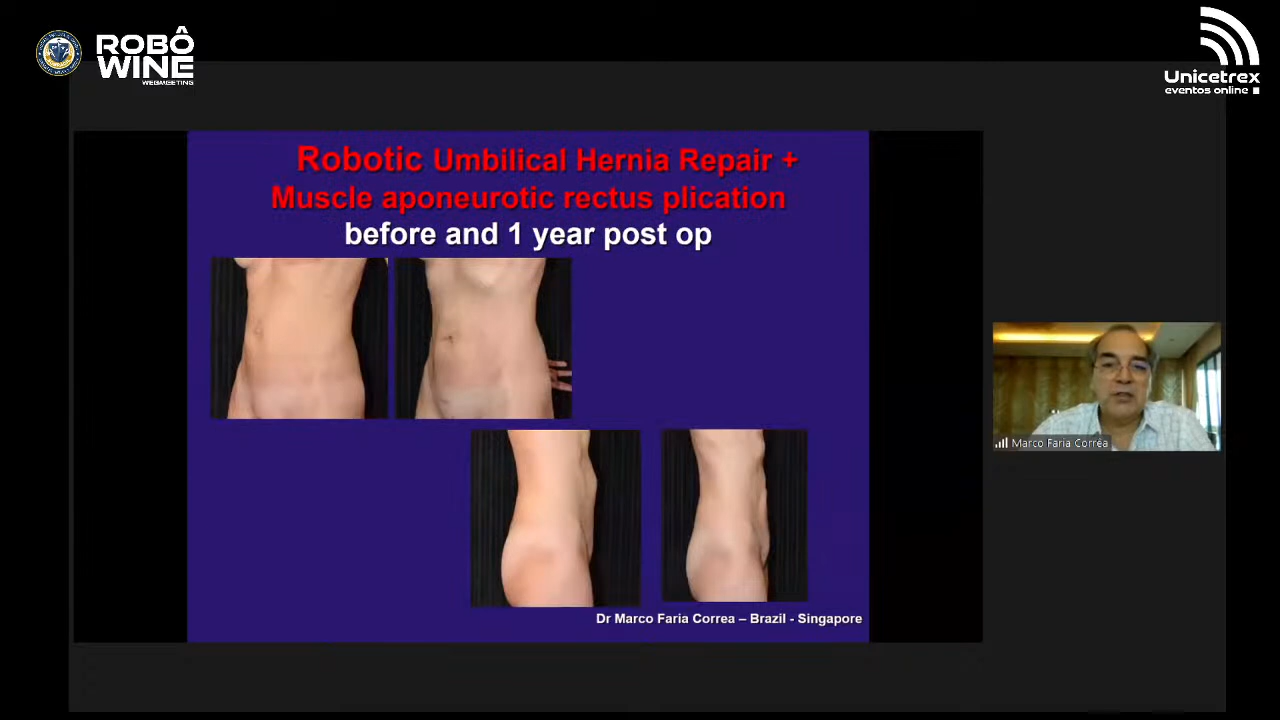 ROBÔ
WINE
WEBMEETING
Unicetrex
eventos online
Robotic Umbilical Hernia Repair +
Muscle aponeurotic rectus plication
before and 1 year post op
Marco Faria Corrêa
Dr Marco Faria Correa – Brazil - Singapore